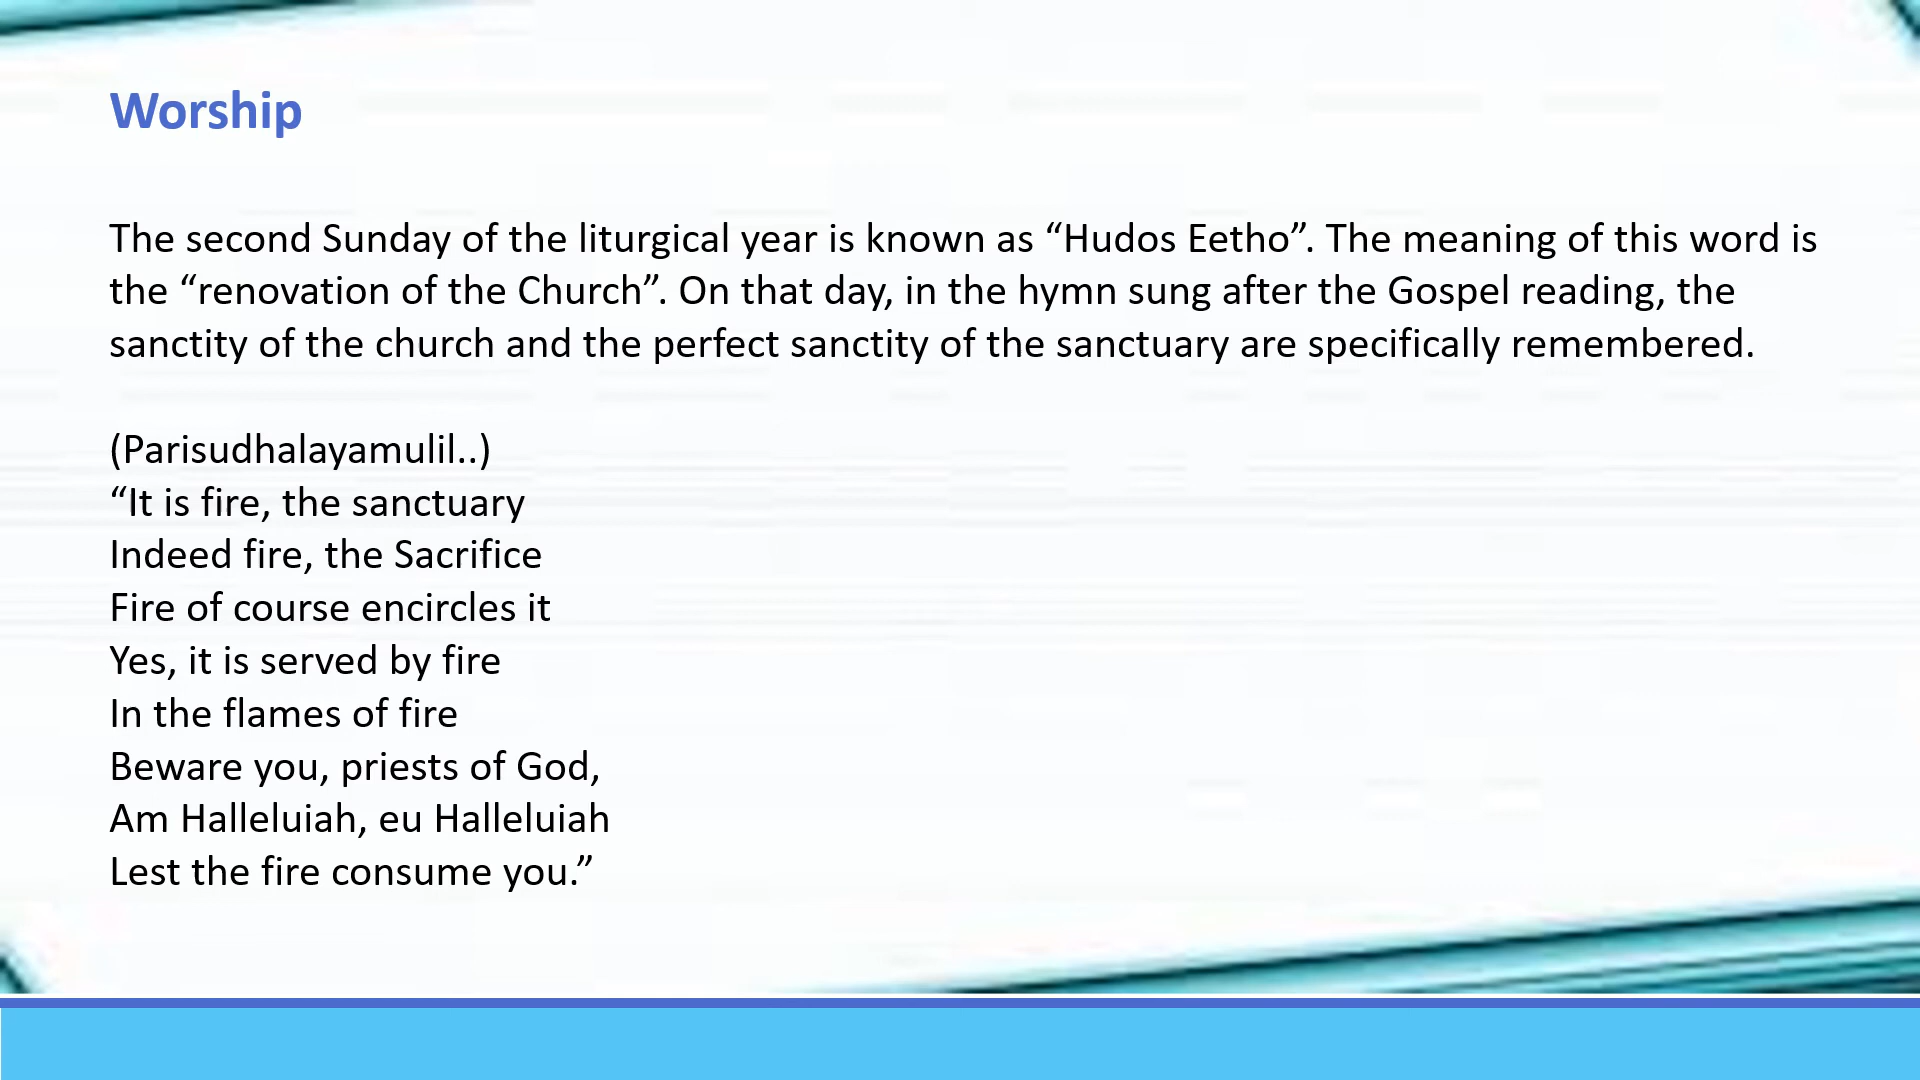 Worship
The second Sunday of the liturgical year is known as “Hudos Eetho”. The meaning of this word is
the “renovation of the Church”. On that day, in the hymn sung after the Gospel reading, the
sanctity of the church and the perfect sanctity of the sanctuary are specifically remembered.
(Parisudhalayamulil..)
“It is fire, the sanctuary
Indeed fire, the Sacrifice
Fire of course encircles it
Yes, it is served by fire
In the flames of fire
Beware you, priests of God,
Am Halleluiah, eu Halleluiah
Lest the fire consume you.”